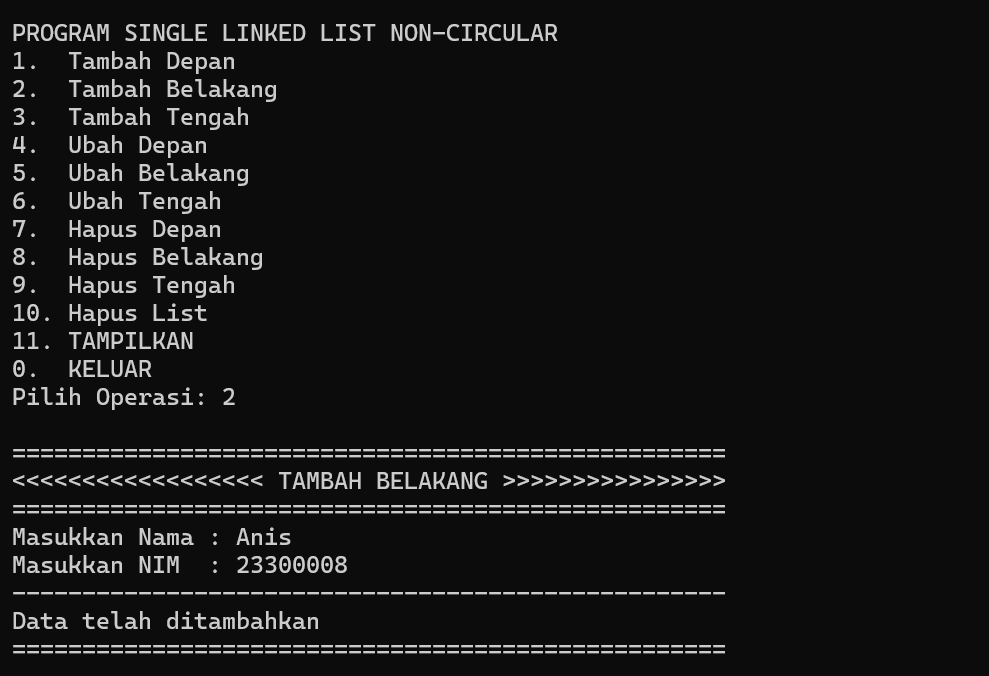 PROGRAM SINGLE LINKED LIST NON-CIRCULAR
1.  Tambah Depan
2.  Tambah Belakang
3.  Tambah Tengah
4.  Ubah Depan
5.  Ubah Belakang
6.  Ubah Tengah
7.  Hapus Depan
8.  Hapus Belakang
9.  Hapus Tengah
10. Hapus List
11. TAMPILKAN
0.  KELUAR
Pilih Operasi: 2

===================================================
<<<<<<<<<<<<<<<<<< TAMBAH BELAKANG >>>>>>>>>>>>>>>>
===================================================
Masukkan Nama : Anis
Masukkan NIM  : 23300008
---------------------------------------------------
Data telah ditambahkan
===================================================